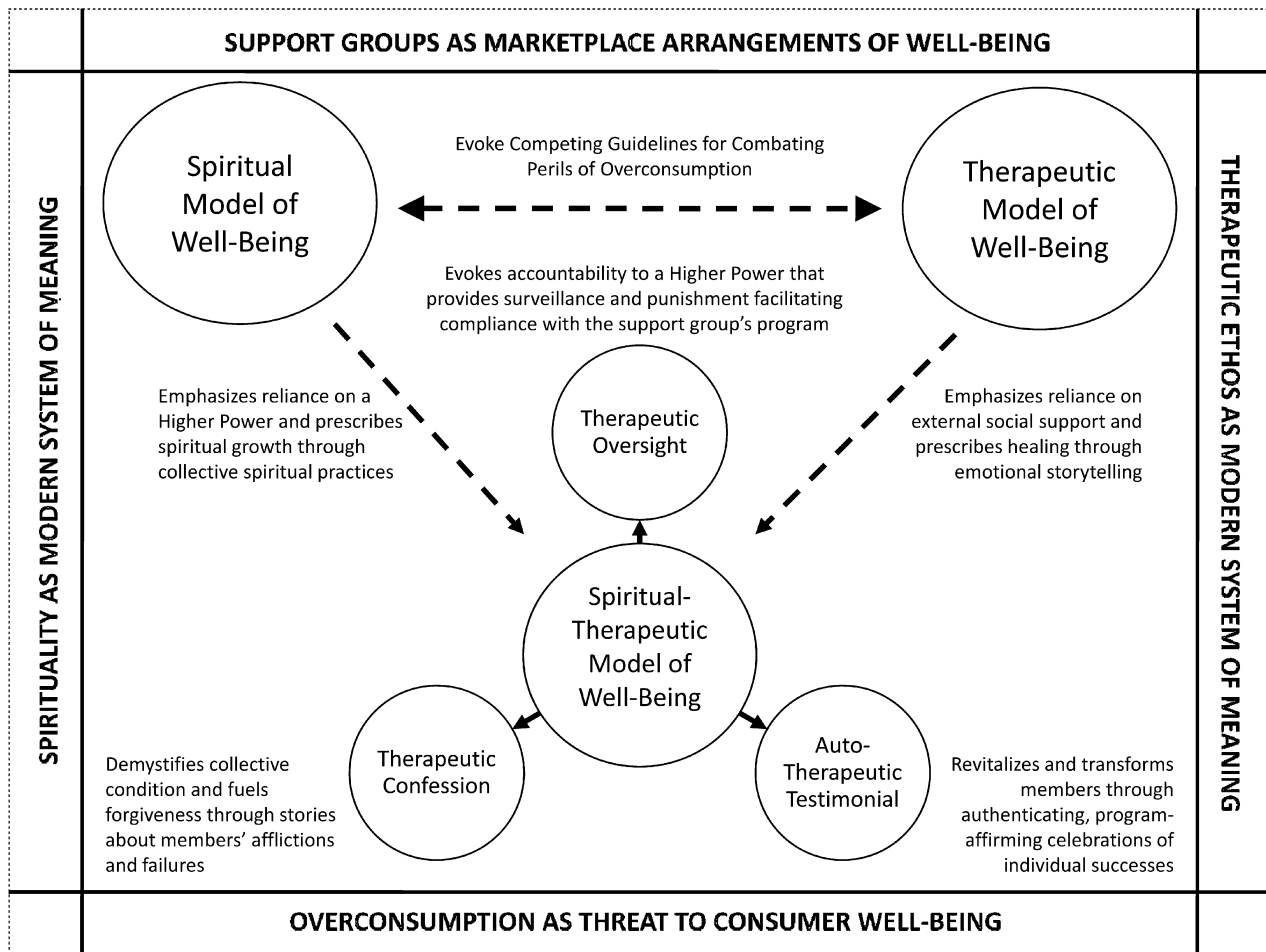 SUPPORT GROUPS AS MARKETPLACE ARRANGEMENTS OF WELL-BEING
SPIRITUALITY AS MODERN SYSTEM OF MEANING
Spiritual
Model of
Well-Being
Evoke Competing Guidelines for Combating
Perils of Overconsumption
Therapeutic
Model of
Well-Being
THERAPEUTIC ETHOS AS MODERN SYSTEM OF MEANING
Evokes accountability to a Higher Power that
provides surveillance and punishment facilitating
compliance with the support group's program
Emphasizes reliance on a
Higher Power and prescribes
spiritual growth through
collective spiritual practices
Therapeutic
Oversight
Emphasizes reliance on
external social support and
prescribes healing through
emotional storytelling
Spiritual-
Therapeutic
Model of
Well-Being
Demystifies collective
condition and fuels
forgiveness through stories
about members' afflictions
and failures
Therapeutic
Confession
Auto-
Therapeutic
Testimonial
Revitalizes and transforms
members through
authenticating, program-
affirming celebrations of
individual successes
OVERCONSUMPTION AS THREAT TO CONSUMER WELL-BEING